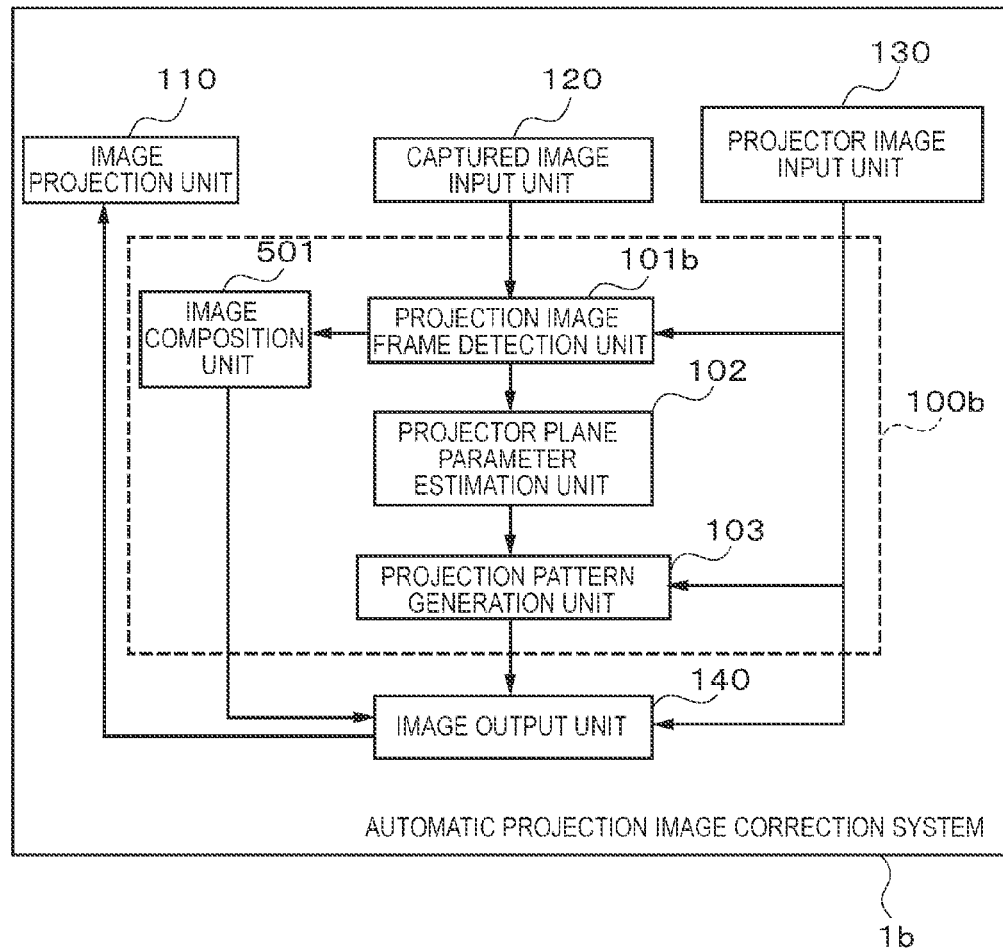 110
IMAGE
PROJECTION UNIT
120
CAPTURED IMAGE
INPUT UNIT
130
PROJECTOR IMAGE
INPUT UNIT
501
IMAGE
COMPOSITION
UNIT
101b
PROJECTION IMAGE
FRAME DETECTION UNIT
102
PROJECTOR PLANE
PARAMETER
ESTIMATION UNIT
100b
103
PROJECTION PATTERN
GENERATION UNIT
140
IMAGE OUTPUT UNIT
AUTOMATIC PROJECTION IMAGE CORRECTION SYSTEM
1b